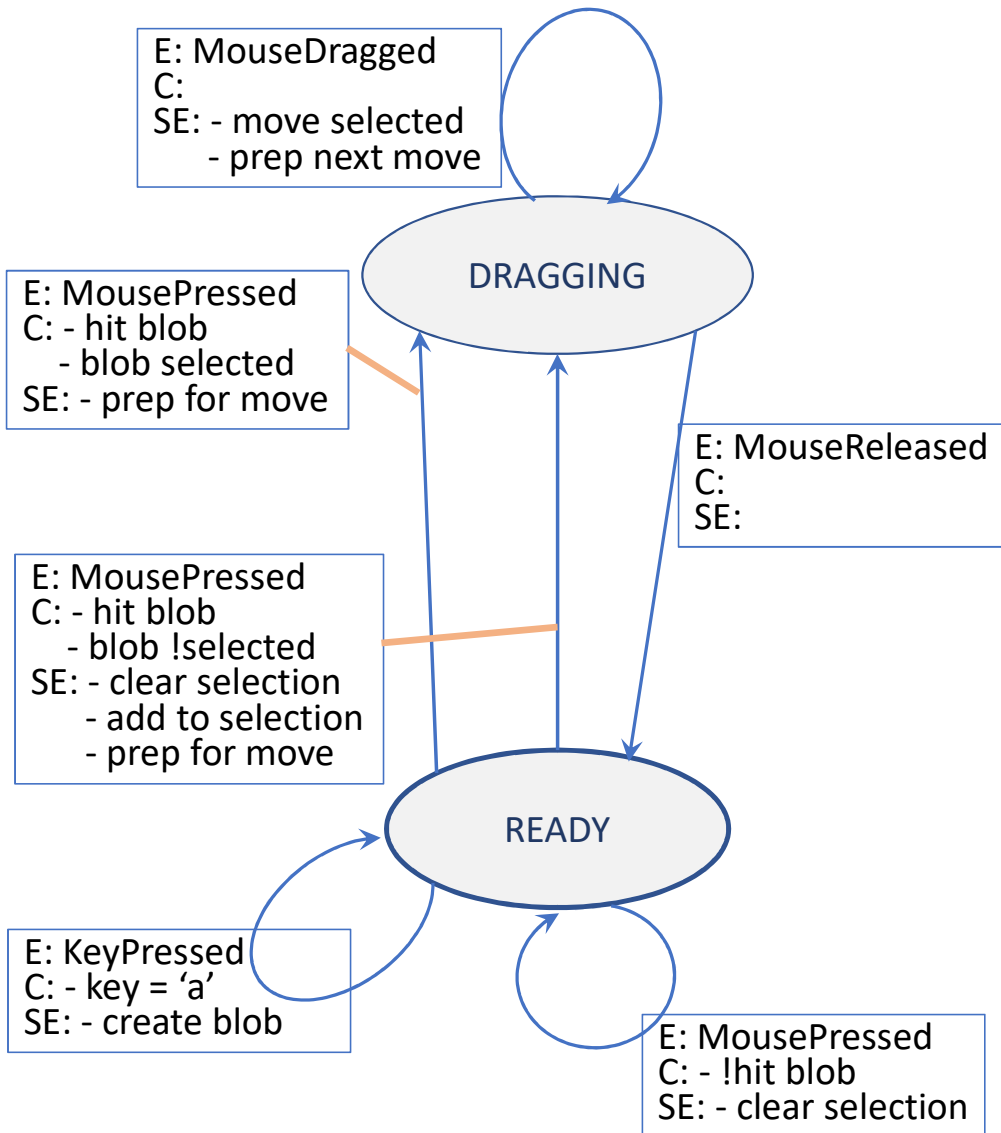 E: MouseDragged
C:
SE: - move selected
- prep next move
DRAGGING
E: MousePressed
C: - hit blob
- blob selected
SE: - prep for move
E: MouseReleased
C:
SE:
E: MousePressed
C: - hit blob
- blob !selected
SE: - clear selection
- add to selection
- prep for move
READY
E: KeyPressed
C: - key = ‘a’
SE: - create blob
E: MousePressed
C: - !hit blob
SE: - clear selection